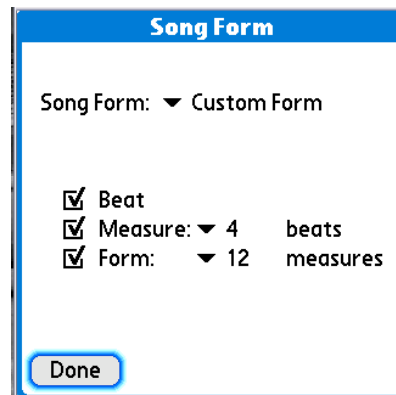 Song Form
Song Form: Custom Form
Beat
Measure: 4 beats
Form: 12 measures
Done